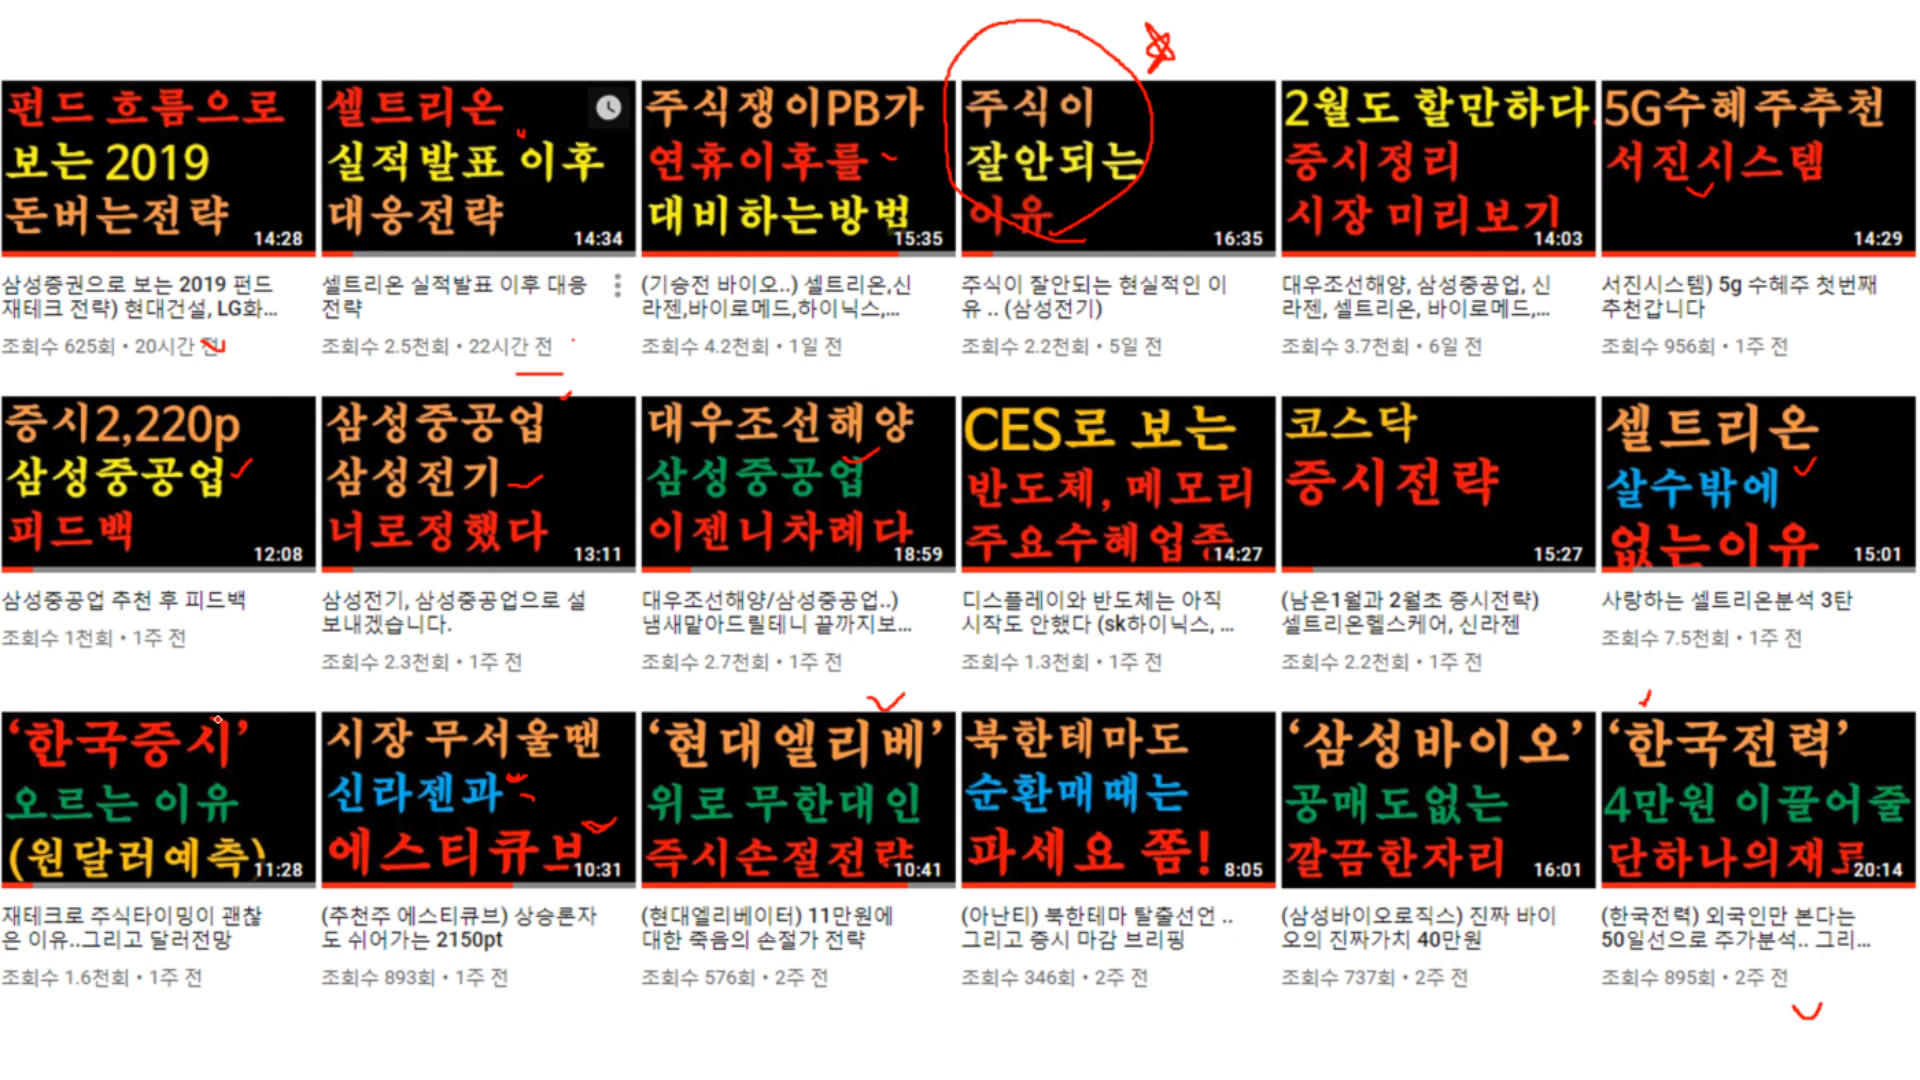 펀드 흐름으로
보는 2019
돈버는전략
14:28
삼성증권으로 보는 2019 펀드
재테크 전략) 현대건설, LG화...
조회수 625회 • 20시간 전
셀트리온
실적발표 이후
대응전략
14:34
셀트리온 실적발표 이후 대응
전략
조회수 2.5천회 • 22시간 전
주식쟁이PB가
연휴이후를
대비하는방법
15:35
(기승전 바이오..) 셀트리온,신
라젠,바이로메드,하이닉스,...
조회수 4.2천회 • 1일 전
주식이
잘안되는
이유
16:35
주식이 잘안되는 현실적인 이
유 .. (삼성전기)
조회수 2.2천회 • 5일 전
2월도 할만하다
증시정리
시장 미리보기
14:03
대우조선해양, 삼성중공업, 신
라젠, 셀트리온, 바이로메드,...
조회수 3.7천회 • 6일 전
5G수혜주추천
서진시스템
14:29
서진시스템) 5g 수혜주 첫번째
추천갑니다
조회수 956회 • 1주 전
증시2,220p
삼성중공업
피드백
12:08
삼성중공업 추천 후 피드백
조회수 1천회 • 1주 전
삼성중공업
삼성전기
너로정했다
13:11
삼성전기, 삼성중공업으로 설
보내겠습니다.
조회수 2.3천회 • 1주 전
대우조선해양
삼성중공업
이젠니차례다
18:59
대우조선해양/삼성중공업..)
냄새맡아드릴테니 끝까지보...
조회수 2.7천회 • 1주 전
CES로 보는
반도체, 메모리
주요수혜업종
14:27
디스플레이와 반도체는 아직
시작도 안했다 (sk하이닉스, ...
조회수 1.3천회 • 1주 전
코스닥
증시전략
15:27
(남은1월과 2월초 증시전략)
셀트리온헬스케어, 신라젠
조회수 2.2천회 • 1주 전
셀트리온
살수밖에
없는이유
15:01
사랑하는 셀트리온분석 3탄
조회수 7.5천회 • 1주 전
‘한국증시’
오르는 이유
(원달러예측)
11:28
재테크로 주식타이밍이 괜찮
은 이유..그리고 달러전망
조회수 1.6천회 • 1주 전
시장 무서울땐
신라젠과
에스티큐브
10:31
(추천주 에스티큐브) 상승론자
도 쉬어가는 2150pt
조회수 893회 • 1주 전
‘현대엘리베’
위로 무한대인
즉시손절전략
10:41
(현대엘리베이터) 11만원에
대한 죽음의 손절가 전략
조회수 576회 • 2주 전
북한테마도
순환매때는
파세요 쫌!
8:05
(아난티) 북한테마 탈출선언 ..
그리고 증시 마감 브리핑
조회수 346회 • 2주 전
‘삼성바이오’
공매도없는
깔끔한자리
16:01
(삼성바이오로직스) 진짜 바이
오의 진짜가치 40만원
조회수 737회 • 2주 전
‘한국전력’
4만원 이끌어줄
단하나의재료
20:14
(한국전력) 외국인만 본다는
50일선으로 주가분석.. 그리...
조회수 895회 • 2주 전